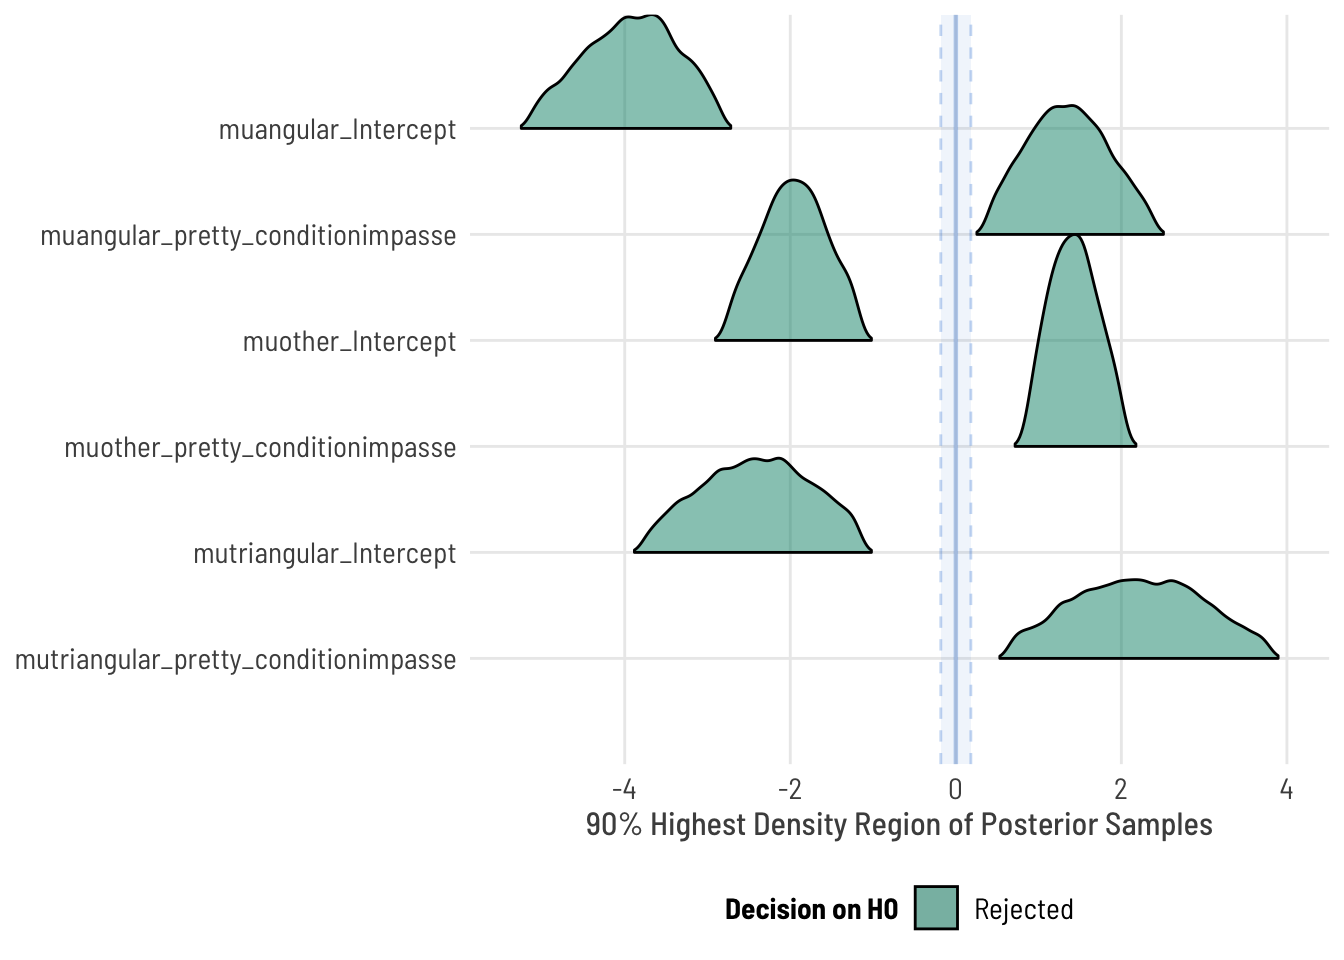 muangular_Intercept
muangular_pretty_conditionimpasse
muother_Intercept
muother_pretty_conditionimpasse
mutriangular_Intercept
mutriangular_pretty_conditionimpasse
-4 -2 0 2 4
90% Highest Density Region of Posterior Samples
Decision on H0 Rejected